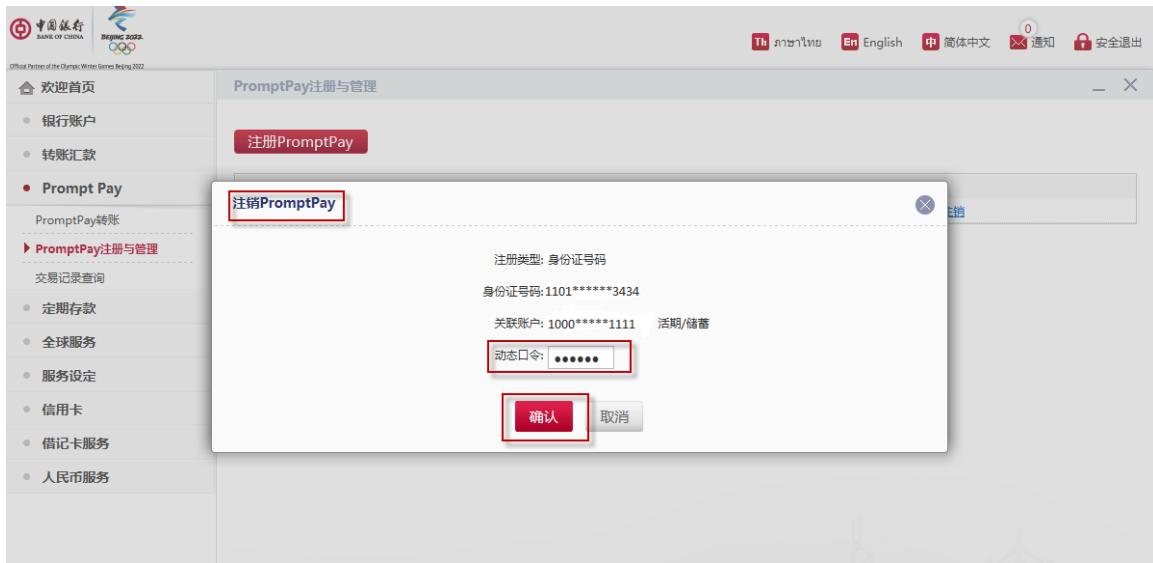 中国银行
BANK OF CHINA
BEIJING 2022
Official Partner of the Olympic Winter Games Beijing 2022
Th ภาษาไทย
En English
中 简体中文
0
通知
安全退出
欢迎首页
银行账户
转账汇款
Prompt Pay
PromptPay转账
PromptPay注册与管理
交易记录查询
定期存款
全球服务
服务设定
信用卡
借记卡服务
人民币服务
PromptPay注册与管理
注册PromptPay
注销
注销PromptPay
注册类型: 身份证号码
身份证号码:1101******3434
关联账户: 1000*****1111 活期/储蓄
动态口令: ●●●●●●
确认 取消